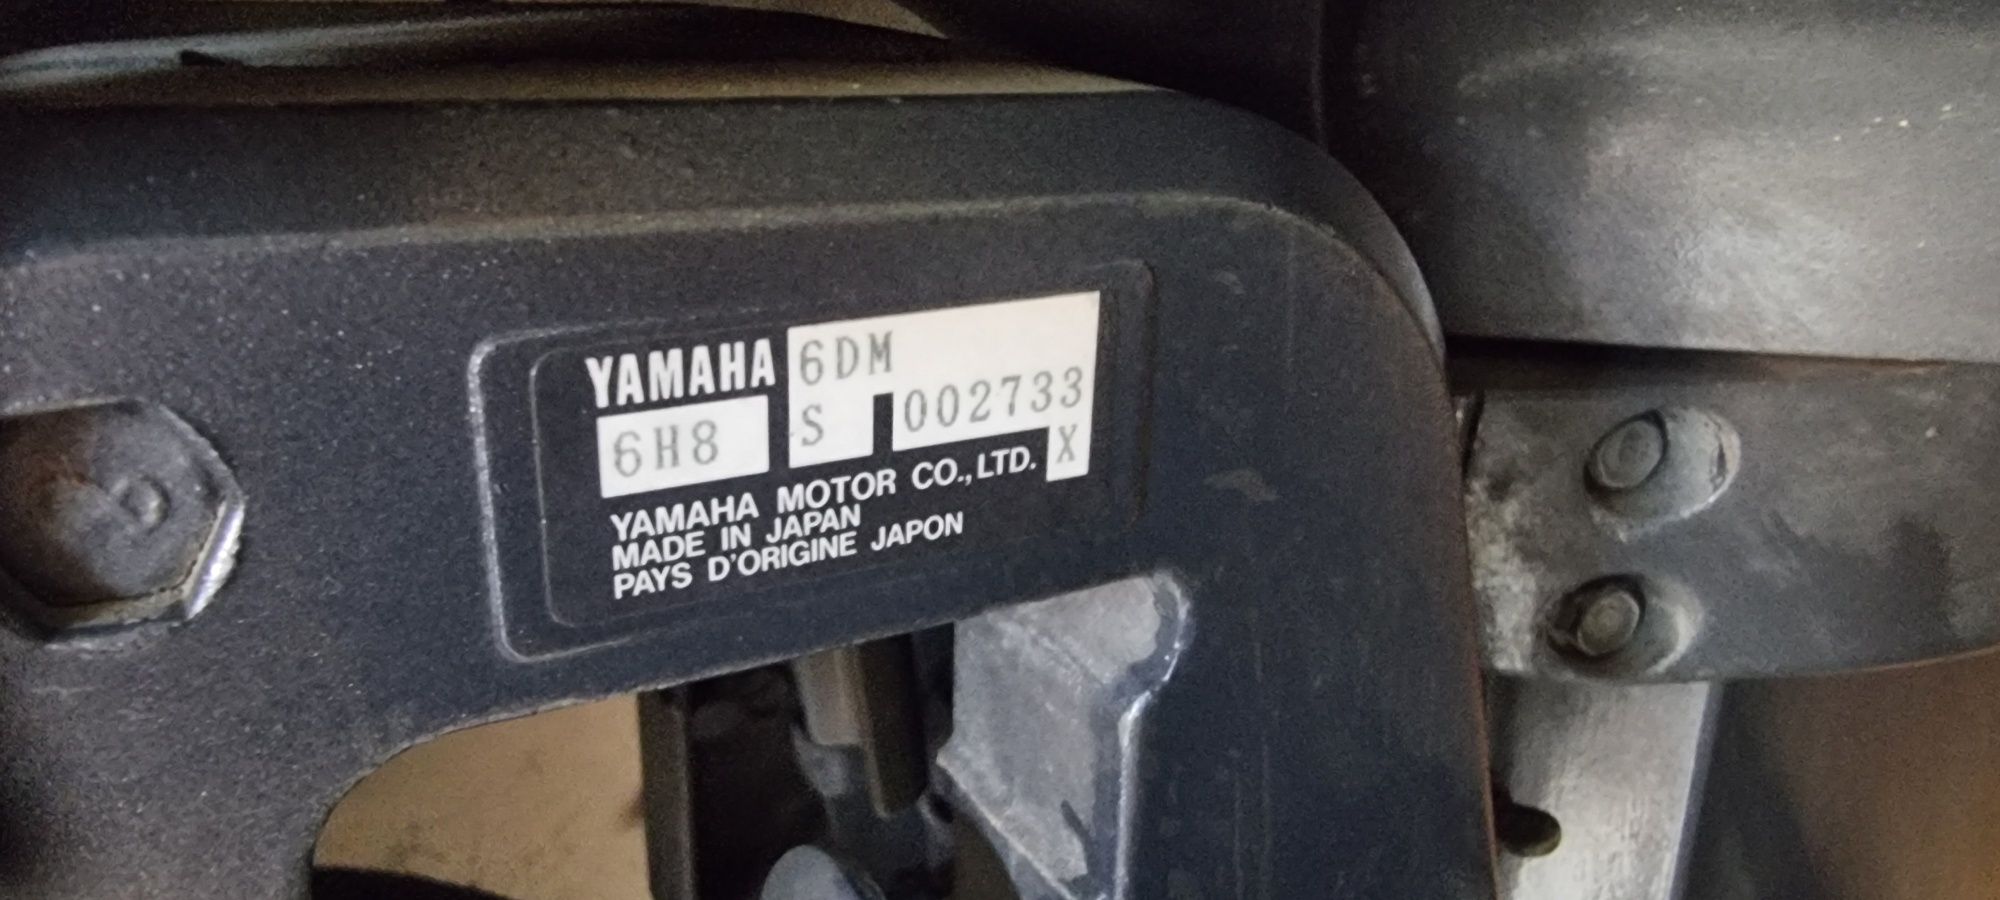 YAMAHA 6DM
6H8 S 002733
X
YAMAHA MOTOR CO., LTD.
MADE IN JAPAN
PAYS D'ORIGINE JAPON